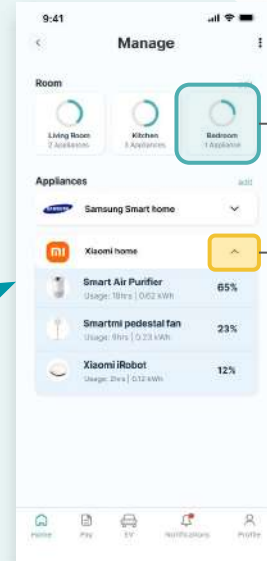 9:41
Manage
Room
Living Room
Kitchen
Bedroom
2 Appliances
3 Appliances
1 Appliance
Appliances
add
SAMSUNG
Samsung Smart home
mi
Xiaomi home
Smart Air Purifier
65%
Usage: 18hrs | 0.62 kWh
Smartmi pedestal fan
23%
Usage: 9hrs | 0.23 kWh
Xiaomi iRobot
12%
Usage: 2hrs | 0.12 kWh
Home
Pay
EV
Notifications
Profile